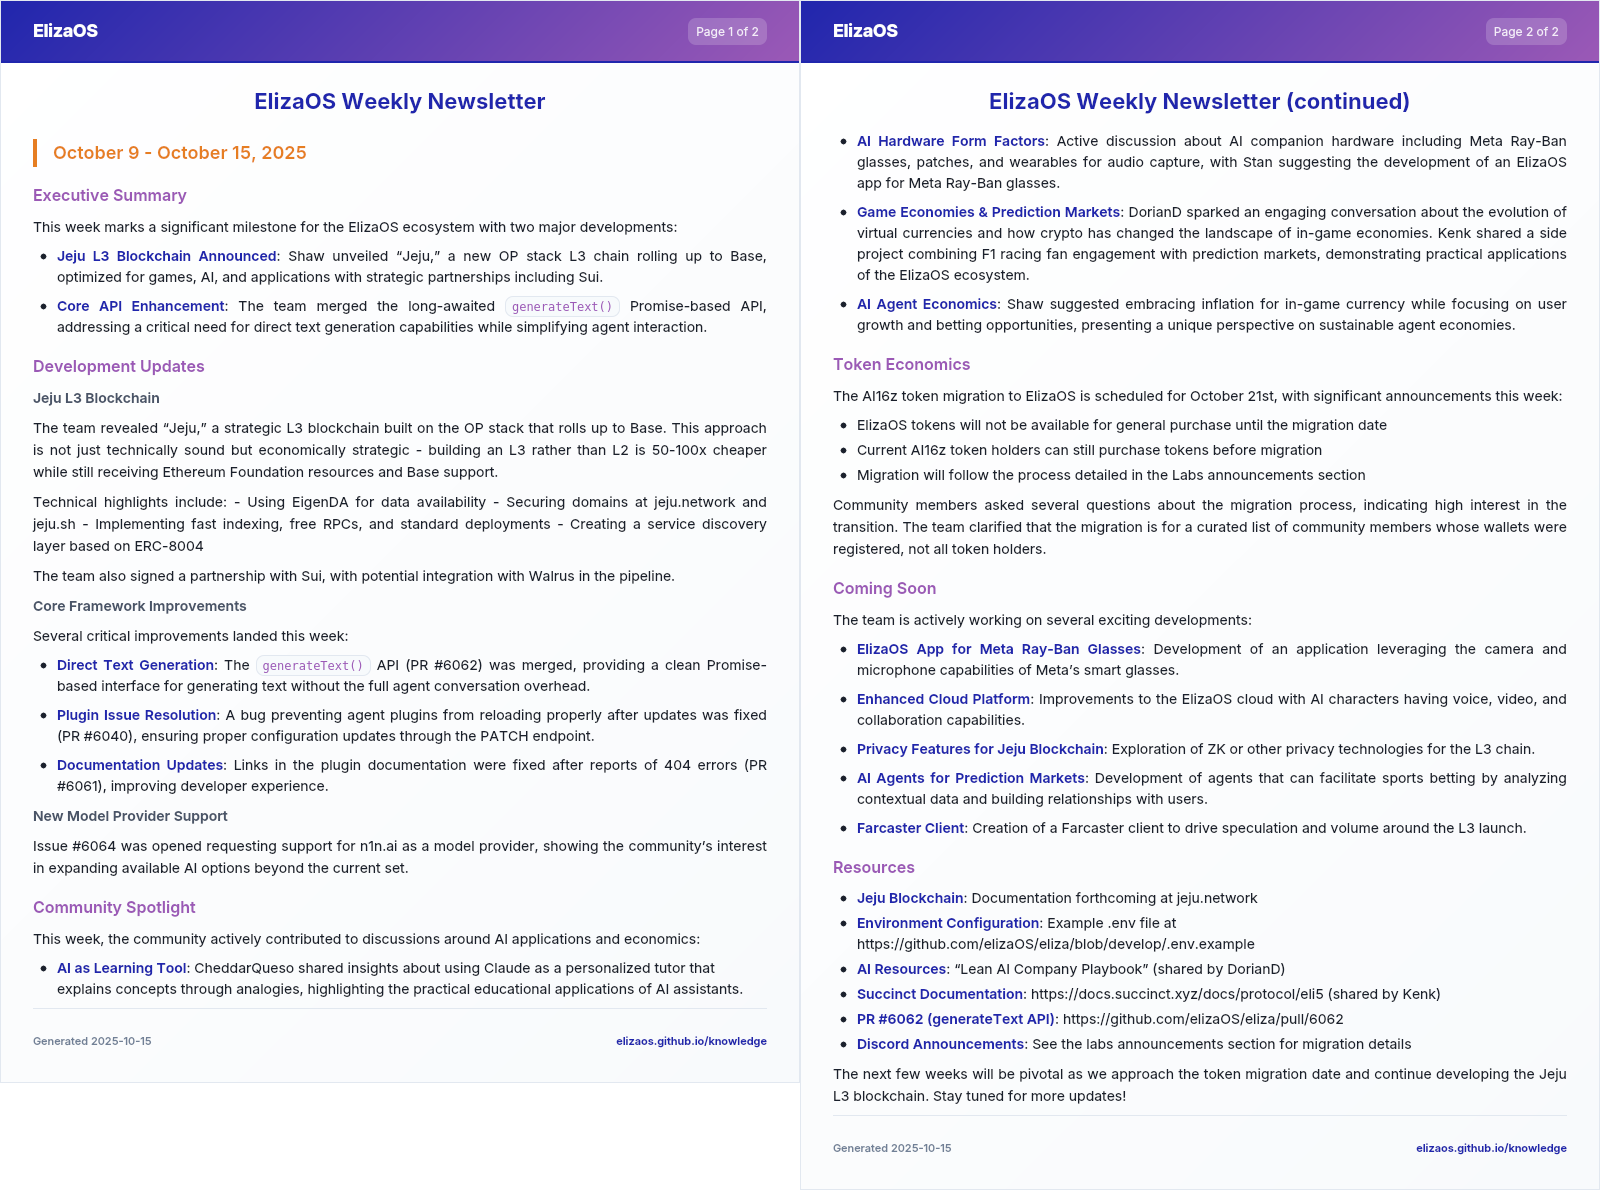 ElizaOS
Page 1 of 2
ElizaOS Weekly Newsletter
October 9 - October 15, 2025
Executive Summary
This week marks a significant milestone for the ElizaOS ecosystem with two major developments:
• Jeju L3 Blockchain Announced: Shaw unveiled “Jeju,” a new OP stack L3 chain rolling up to Base,
optimized for games, AI, and applications with strategic partnerships including Sui.
• Core API Enhancement: The team merged the long-awaited generateText() Promise-based API,
addressing a critical need for direct text generation capabilities while simplifying agent interaction.
Development Updates
Jeju L3 Blockchain
The team revealed “Jeju,” a strategic L3 blockchain built on the OP stack that rolls up to Base. This approach
is not just technically sound but economically strategic - building an L3 rather than L2 is 50-100x cheaper
while still receiving Ethereum Foundation resources and Base support.
Technical highlights include: - Using EigenDA for data availability - Securing domains at jeju.network and
jeju.sh - Implementing fast indexing, free RPCs, and standard deployments - Creating a service discovery
layer based on ERC-8004
The team also signed a partnership with Sui, with potential integration with Walrus in the pipeline.
Core Framework Improvements
Several critical improvements landed this week:
• Direct Text Generation: The generateText() API (PR #6062) was merged, providing a clean Promise-
based interface for generating text without the full agent conversation overhead.
• Plugin Issue Resolution: A bug preventing agent plugins from reloading properly after updates was fixed
(PR #6040), ensuring proper configuration updates through the PATCH endpoint.
• Documentation Updates: Links in the plugin documentation were fixed after reports of 404 errors (PR
#6061), improving developer experience.
New Model Provider Support
Issue #6064 was opened requesting support for n1n.ai as a model provider, showing the community’s interest
in expanding available AI options beyond the current set.
Community Spotlight
This week, the community actively contributed to discussions around AI applications and economics:
• AI as Learning Tool: CheddarQueso shared insights about using Claude as a personalized tutor that
explains concepts through analogies, highlighting the practical educational applications of AI assistants.
Generated 2025-10-15
elizaos.github.io/knowledge
ElizaOS
Page 2 of 2
ElizaOS Weekly Newsletter (continued)
• AI Hardware Form Factors: Active discussion about AI companion hardware including Meta Ray-Ban
glasses, patches, and wearables for audio capture, with Stan suggesting the development of an ElizaOS
app for Meta Ray-Ban glasses.
• Game Economies & Prediction Markets: DorianD sparked an engaging conversation about the evolution of
virtual currencies and how crypto has changed the landscape of in-game economies. Kenk shared a side
project combining F1 racing fan engagement with prediction markets, demonstrating practical applications
of the ElizaOS ecosystem.
• AI Agent Economics: Shaw suggested embracing inflation for in-game currency while focusing on user
growth and betting opportunities, presenting a unique perspective on sustainable agent economies.
Token Economics
The AI16z token migration to ElizaOS is scheduled for October 21st, with significant announcements this week:
• ElizaOS tokens will not be available for general purchase until the migration date
• Current AI16z token holders can still purchase tokens before migration
• Migration will follow the process detailed in the Labs announcements section
Community members asked several questions about the migration process, indicating high interest in the
transition. The team clarified that the migration is for a curated list of community members whose wallets were
registered, not all token holders.
Coming Soon
The team is actively working on several exciting developments:
• ElizaOS App for Meta Ray-Ban Glasses: Development of an application leveraging the camera and
microphone capabilities of Meta’s smart glasses.
• Enhanced Cloud Platform: Improvements to the ElizaOS cloud with AI characters having voice, video, and
collaboration capabilities.
• Privacy Features for Jeju Blockchain: Exploration of ZK or other privacy technologies for the L3 chain.
• AI Agents for Prediction Markets: Development of agents that can facilitate sports betting by analyzing
contextual data and building relationships with users.
• Farcaster Client: Creation of a Farcaster client to drive speculation and volume around the L3 launch.
Resources
• Jeju Blockchain: Documentation forthcoming at jeju.network
• Environment Configuration: Example .env file at
https://github.com/elizaOS/eliza/blob/develop/.env.example
• AI Resources: “Lean AI Company Playbook” (shared by DorianD)
• Succinct Documentation: https://docs.succinct.xyz/docs/protocol/eli5 (shared by Kenk)
• PR #6062 (generateText API): https://github.com/elizaOS/eliza/pull/6062
• Discord Announcements: See the labs announcements section for migration details
The next few weeks will be pivotal as we approach the token migration date and continue developing the Jeju
L3 blockchain. Stay tuned for more updates!
Generated 2025-10-15
elizaos.github.io/knowledge